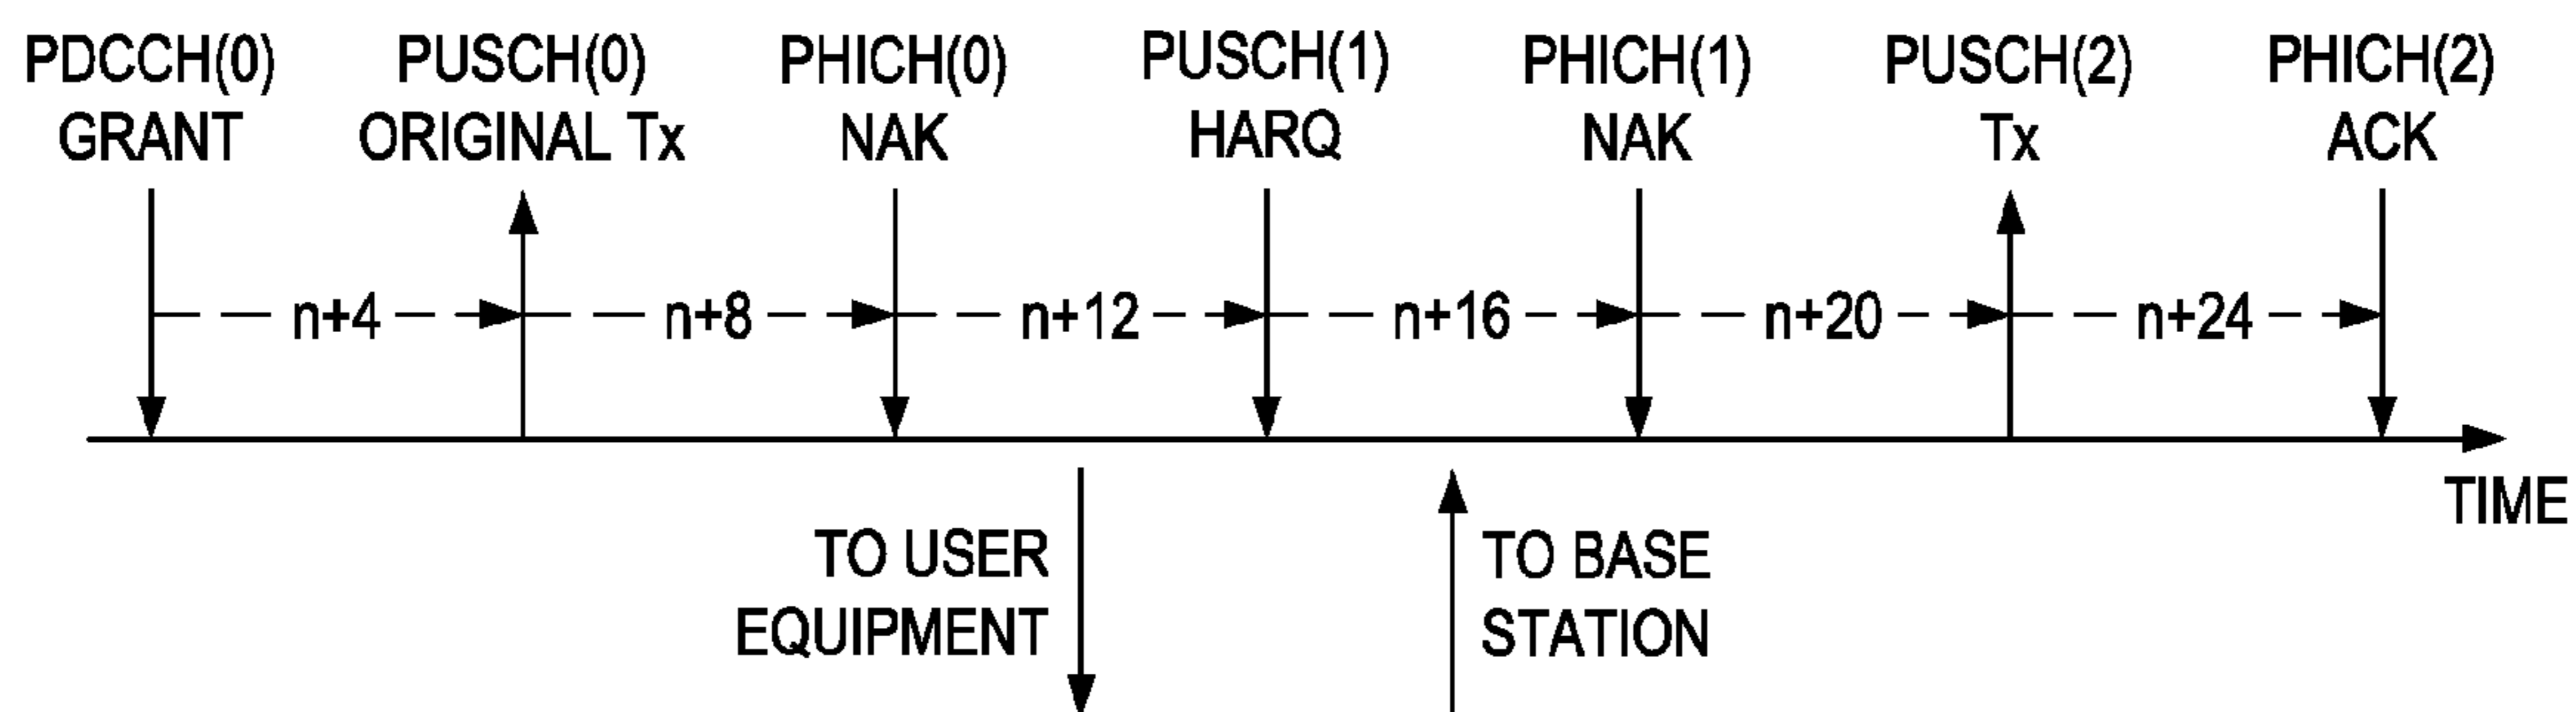 PDCCH(0)
GRANT
PUSCH(0)
ORIGINAL Tx
PHICH(0)
NAK
PUSCH(1)
HARQ
PHICH(1)
NAK
PUSCH(2)
Tx
PHICH(2)
ACK
n+4
n+8
n+12
n+16
n+20
n+24
TIME
TO USER
EQUIPMENT
TO BASE
STATION